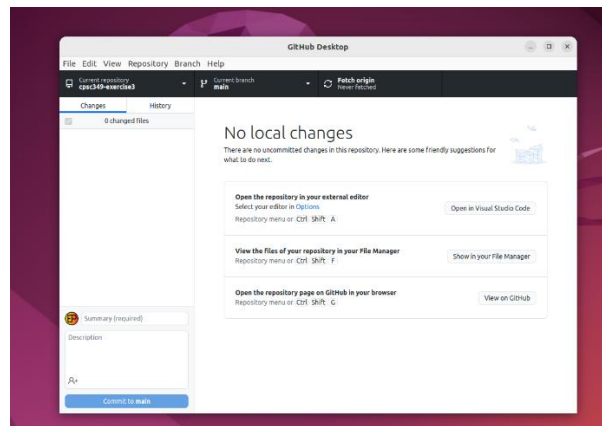 GitHub Desktop
File Edit View Repository Branch Help
Current repository
cpsc349-exercise3
Current branch
main
Fetch origin
Never fetched
Changes
History
0 changed files
No local changes
There are no uncommitted changes in this repository. Here are some friendly suggestions for
what to do next.
Open the repository in your external editor
Select your editor in Options
Repository menu or Ctrl Shift A
Open in Visual Studio Code
View the files of your repository in your File Manager
Repository menu or Ctrl Shift F
Show in your File Manager
Open the repository page on GitHub in your browser
Repository menu or Ctrl Shift G
View on GitHub
Summary (required)
Description
Commit to main